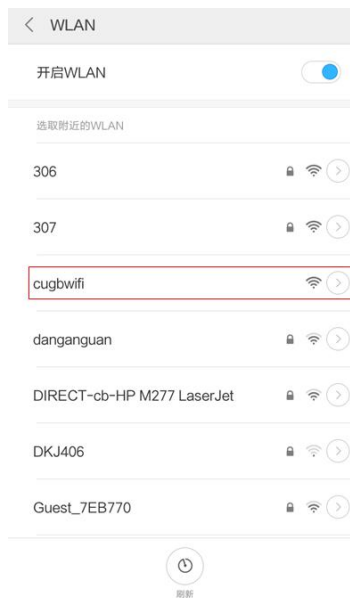 WLAN
开启WLAN
选取附近的WLAN
306
307
cugbwifi
danganguan
DIRECT-cb-HP M277 LaserJet
DKJ406
Guest_7EB770
刷新